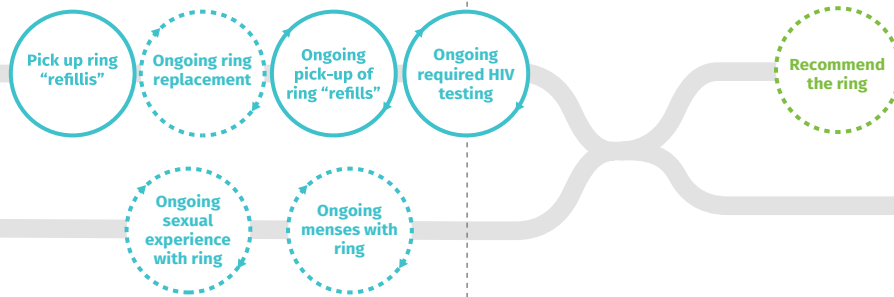 Pick up ring
“refillis”
Ongoing ring
replacement
Ongoing
pick-up of
ring “refills”
Ongoing
required HIV
testing
Recommend
the ring
Ongoing
sexual
experience
with ring
Ongoing
menses with
ring